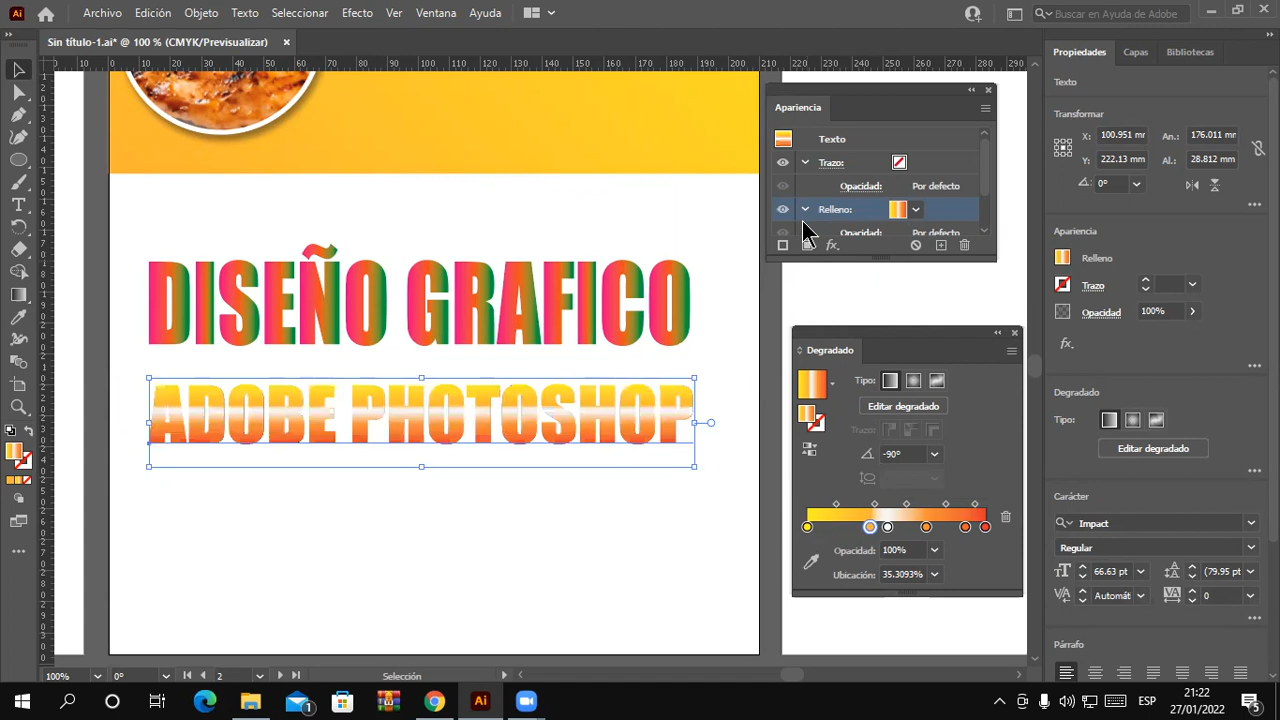 Ai Archivo Edición Objeto Texto Seleccionar Efecto Ver Ventana Ayuda Buscar en Ayuda de Adobe
Sin título-1.ai* @ 100 % (CMYK/Previsualizar) ×
Propiedades Capas Bibliotecas
Texto
Transformar
X: 100.951 mr An.: 176.011 mr
Y: 222.13 mm Al.: 28.812 mm
0°
Apariencia
Relleno
Trazo
Opacidad 100%
fx.
Degradado
Tipo:
Editar degradado
Carácter
Impact
Regular
66.63 pt (79.95 pt
Automát 0
Párrafo
Apariencia
Texto
Trazo:
Opacidad: Por defecto
Relleno:
Opacidad: Por defecto
fx.
DISEÑO GRAFICO
ADOBE PHOTOSHOP
Degradado
Tipo:
Editar degradado
Trazo:
-90°
Opacidad: 100%
Ubicación: 35.3093%
100% 0° 2 Selección
ESP 21:22
27/01/2022